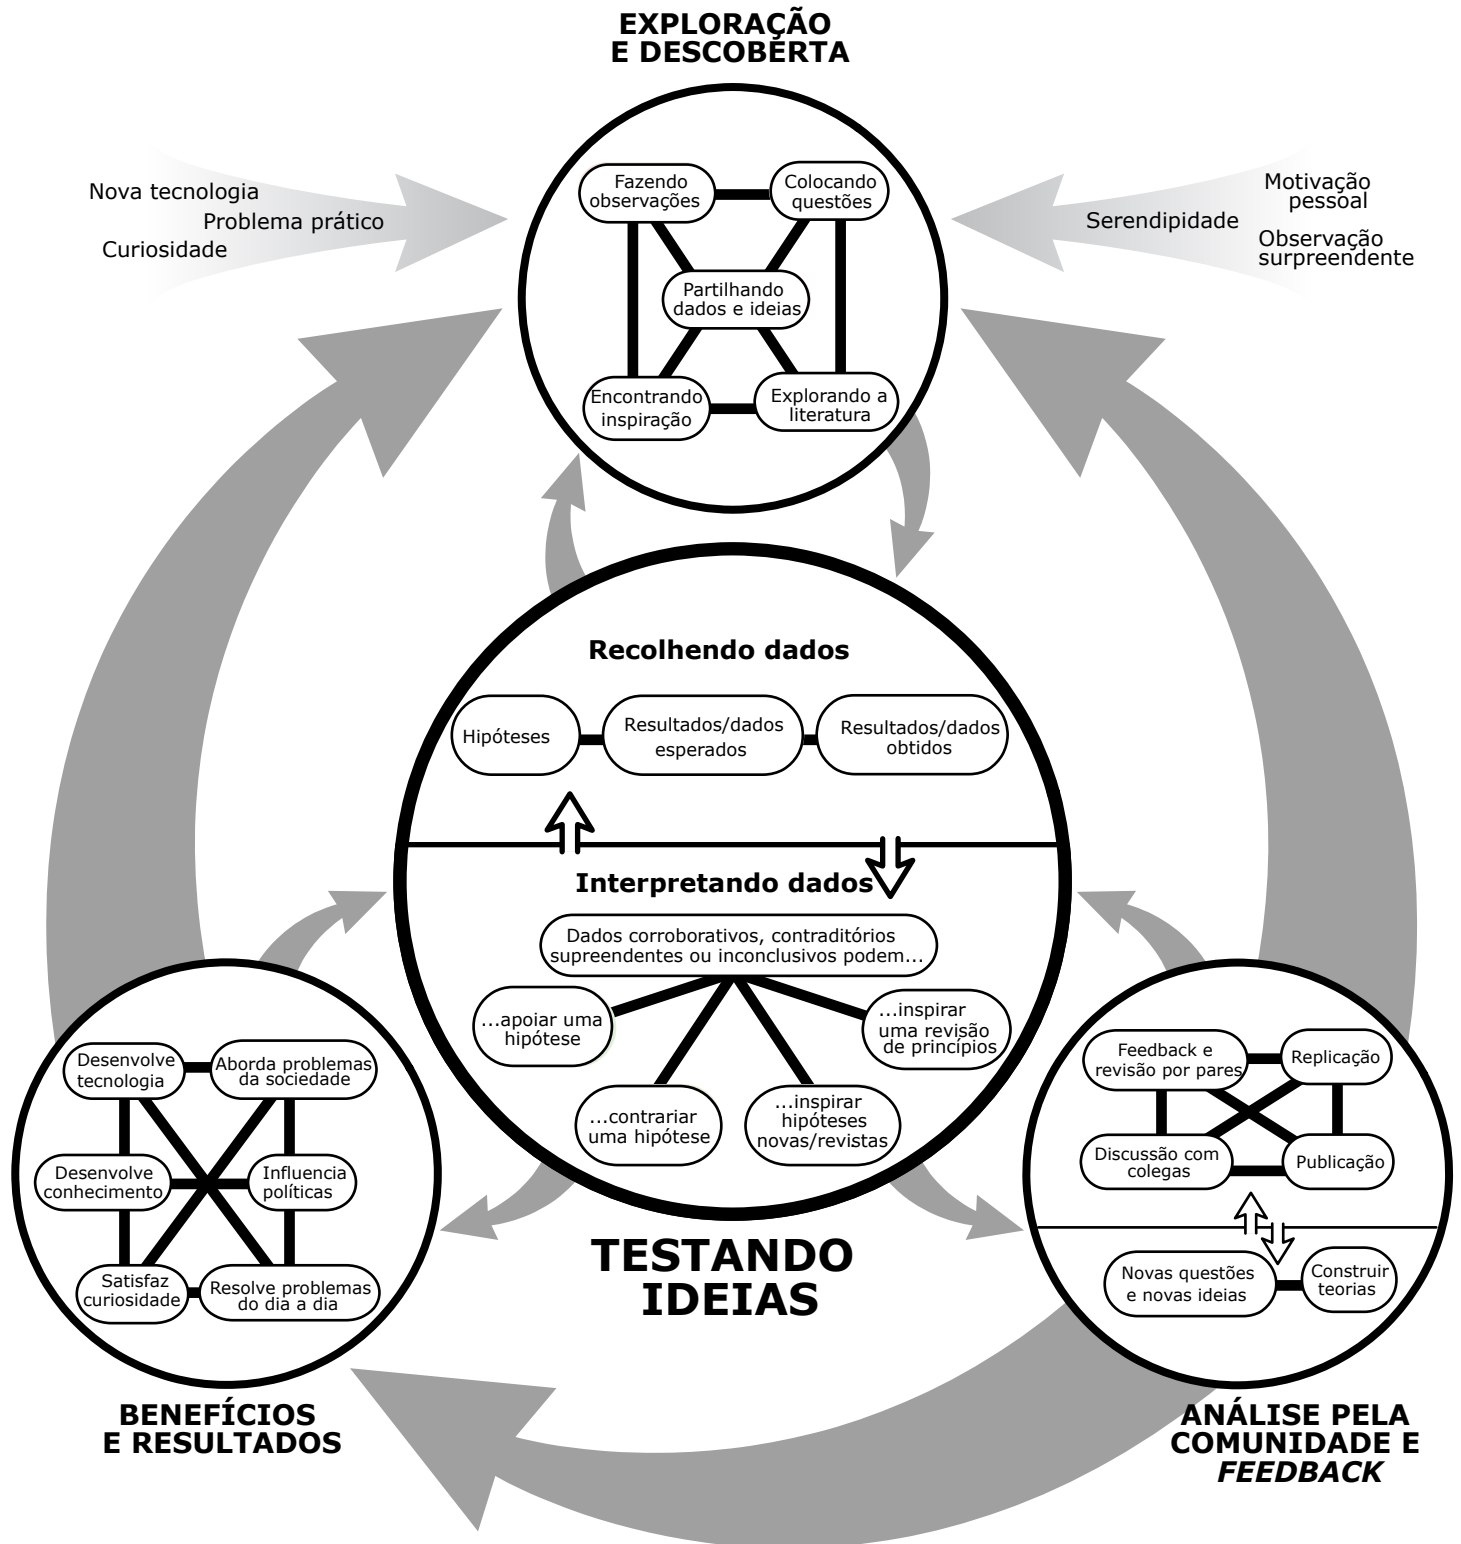 EXPLORAÇÃO
E DESCOBERTA
Nova tecnologia
Problema prático
Curiosidade
Motivação
pessoal
Serendipidade
Observação
surpreendente
Fazendo
observações
Colocando
questões
Partilhando
dados e ideias
Encontrando
inspiração
Explorando a
literatura
Recolhendo dados
Hipóteses
Resultados/dados
esperados
Resultados/dados
obtidos
Interpretando dados
Dados corroborativos, contraditórios
supreendentes ou inconclusivos podem...
...apoiar uma
hipótese
...contrariar
uma hipótese
...inspirar
hipóteses
novas/revistas
...inspirar
uma revisão
de princípios
TESTANDO
IDEIAS
Desenvolve
tecnologia
Aborda problemas
da sociedade
Desenvolve
conhecimento
Influencia
políticas
Satisfaz
curiosidade
Resolve problemas
do dia a dia
BENEFÍCIOS
E RESULTADOS
Feedback e
revisão por pares
Replicação
Discussão com
colegas
Publicação
Novas questões
e novas ideias
Construir
teorias
ANÁLISE PELA
COMUNIDADE E
FEEDBACK